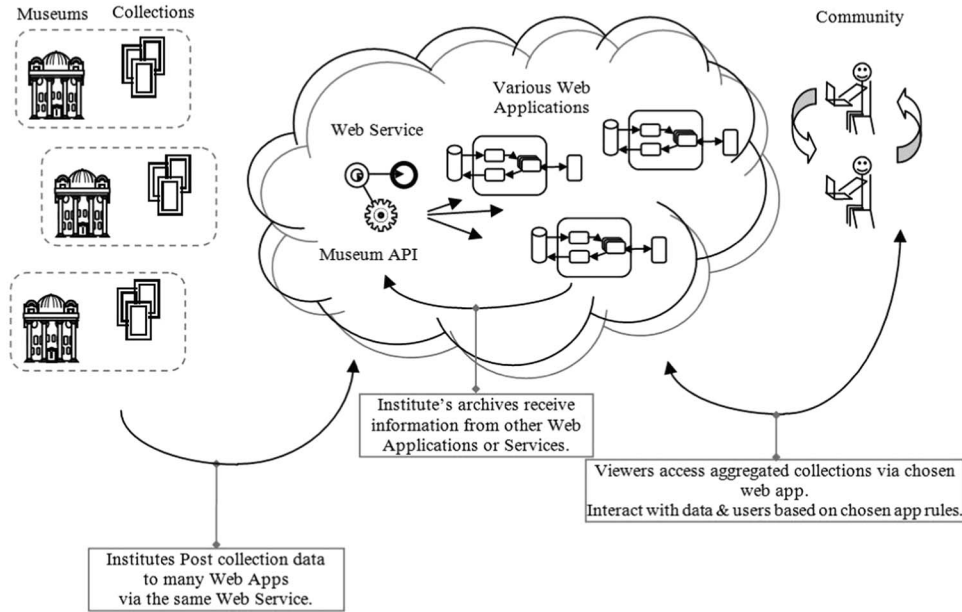 Museums
Collections
Community
Various Web
Applications
Web Service
Museum API
Institute's archives receive
information from other Web
Applications or Services.
Viewers access aggregated collections via chosen
web app.
Interact with data & users based on chosen app rules.
Institutes Post collection data
to many Web Apps
via the same Web Service.